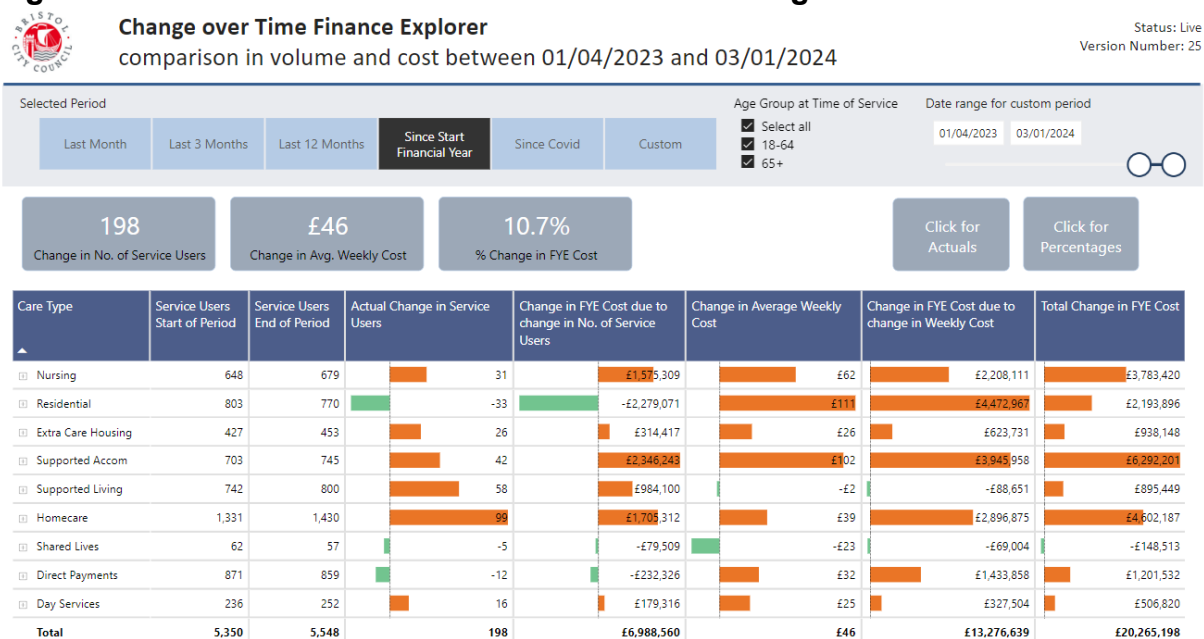 BRISTOL
CITY COUNCIL
Change over Time Finance Explorer
comparison in volume and cost between 01/04/2023 and 03/01/2024
Status: Live
Version Number: 25
Selected Period
Age Group at Time of Service
Date range for custom period
Last Month
Last 3 Months
Last 12 Months
Since Start
Financial Year
Since Covid
Custom
Select all
18-64
65+
01/04/2023 03/01/2024
198
Change in No. of Service Users
£46
Change in Avg. Weekly Cost
10.7%
% Change in FYE Cost
Click for
Actuals
Click for
Percentages
Care Type
Service Users
Start of Period
Service Users
End of Period
Actual Change in Service
Users
Change in FYE Cost due to
change in No. of Service
Users
Change in Average Weekly
Cost
Change in FYE Cost due to
change in Weekly Cost
Total Change in FYE Cost
Nursing 648 679 31 £1,575,309 £62 £2,208,111 £3,783,420
Residential 803 770 -33 -£2,279,071 £111 £4,472,967 £2,193,896
Extra Care Housing 427 453 26 £314,417 £26 £623,731 £938,148
Supported Accom 703 745 42 £2,346,243 £102 £3,945,958 £6,292,201
Supported Living 742 800 58 £984,100 -£2 -£88,651 £895,449
Homecare 1,331 1,430 99 £1,705,312 £39 £2,896,875 £4,602,187
Shared Lives 62 57 -5 -£79,509 -£23 -£69,004 -£148,513
Direct Payments 871 859 -12 -£232,326 £32 £1,433,858 £1,201,532
Day Services 236 252 16 £179,316 £25 £327,504 £506,820
Total 5,350 5,548 198 £6,988,560 £46 £13,276,639 £20,265,198